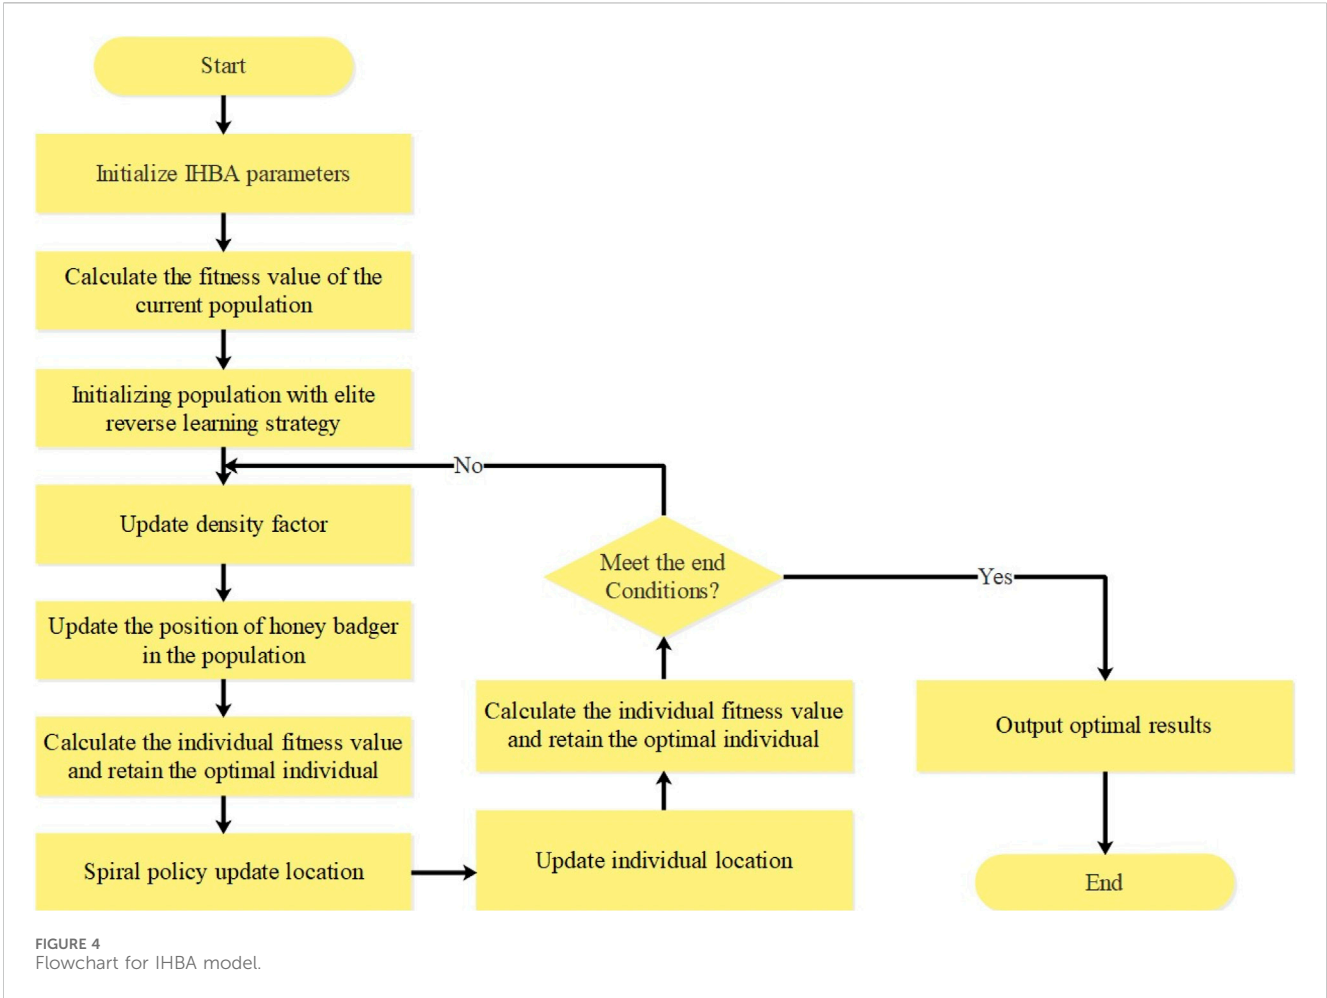 Start
Initialize IHBA parameters
Calculate the fitness value of the
current population
Initializing population with elite
reverse learning strategy
No
Update density factor
Meet the end
Conditions?
Yes
Update the position of honey badger
in the population
Calculate the individual fitness value
and retain the optimal individual
Calculate the individual fitness value
and retain the optimal individual
Output optimal results
Spiral policy update location
Update individual location
End
FIGURE 4
Flowchart for IHBA model.